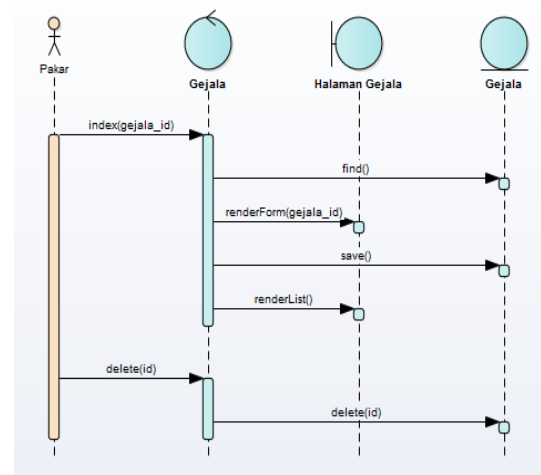 Pakar
Gejala
Halaman Gejala
Gejala
index(gejala_id)
find()
renderForm(gejala_id)
save()
renderList()
delete(id)
delete(id)